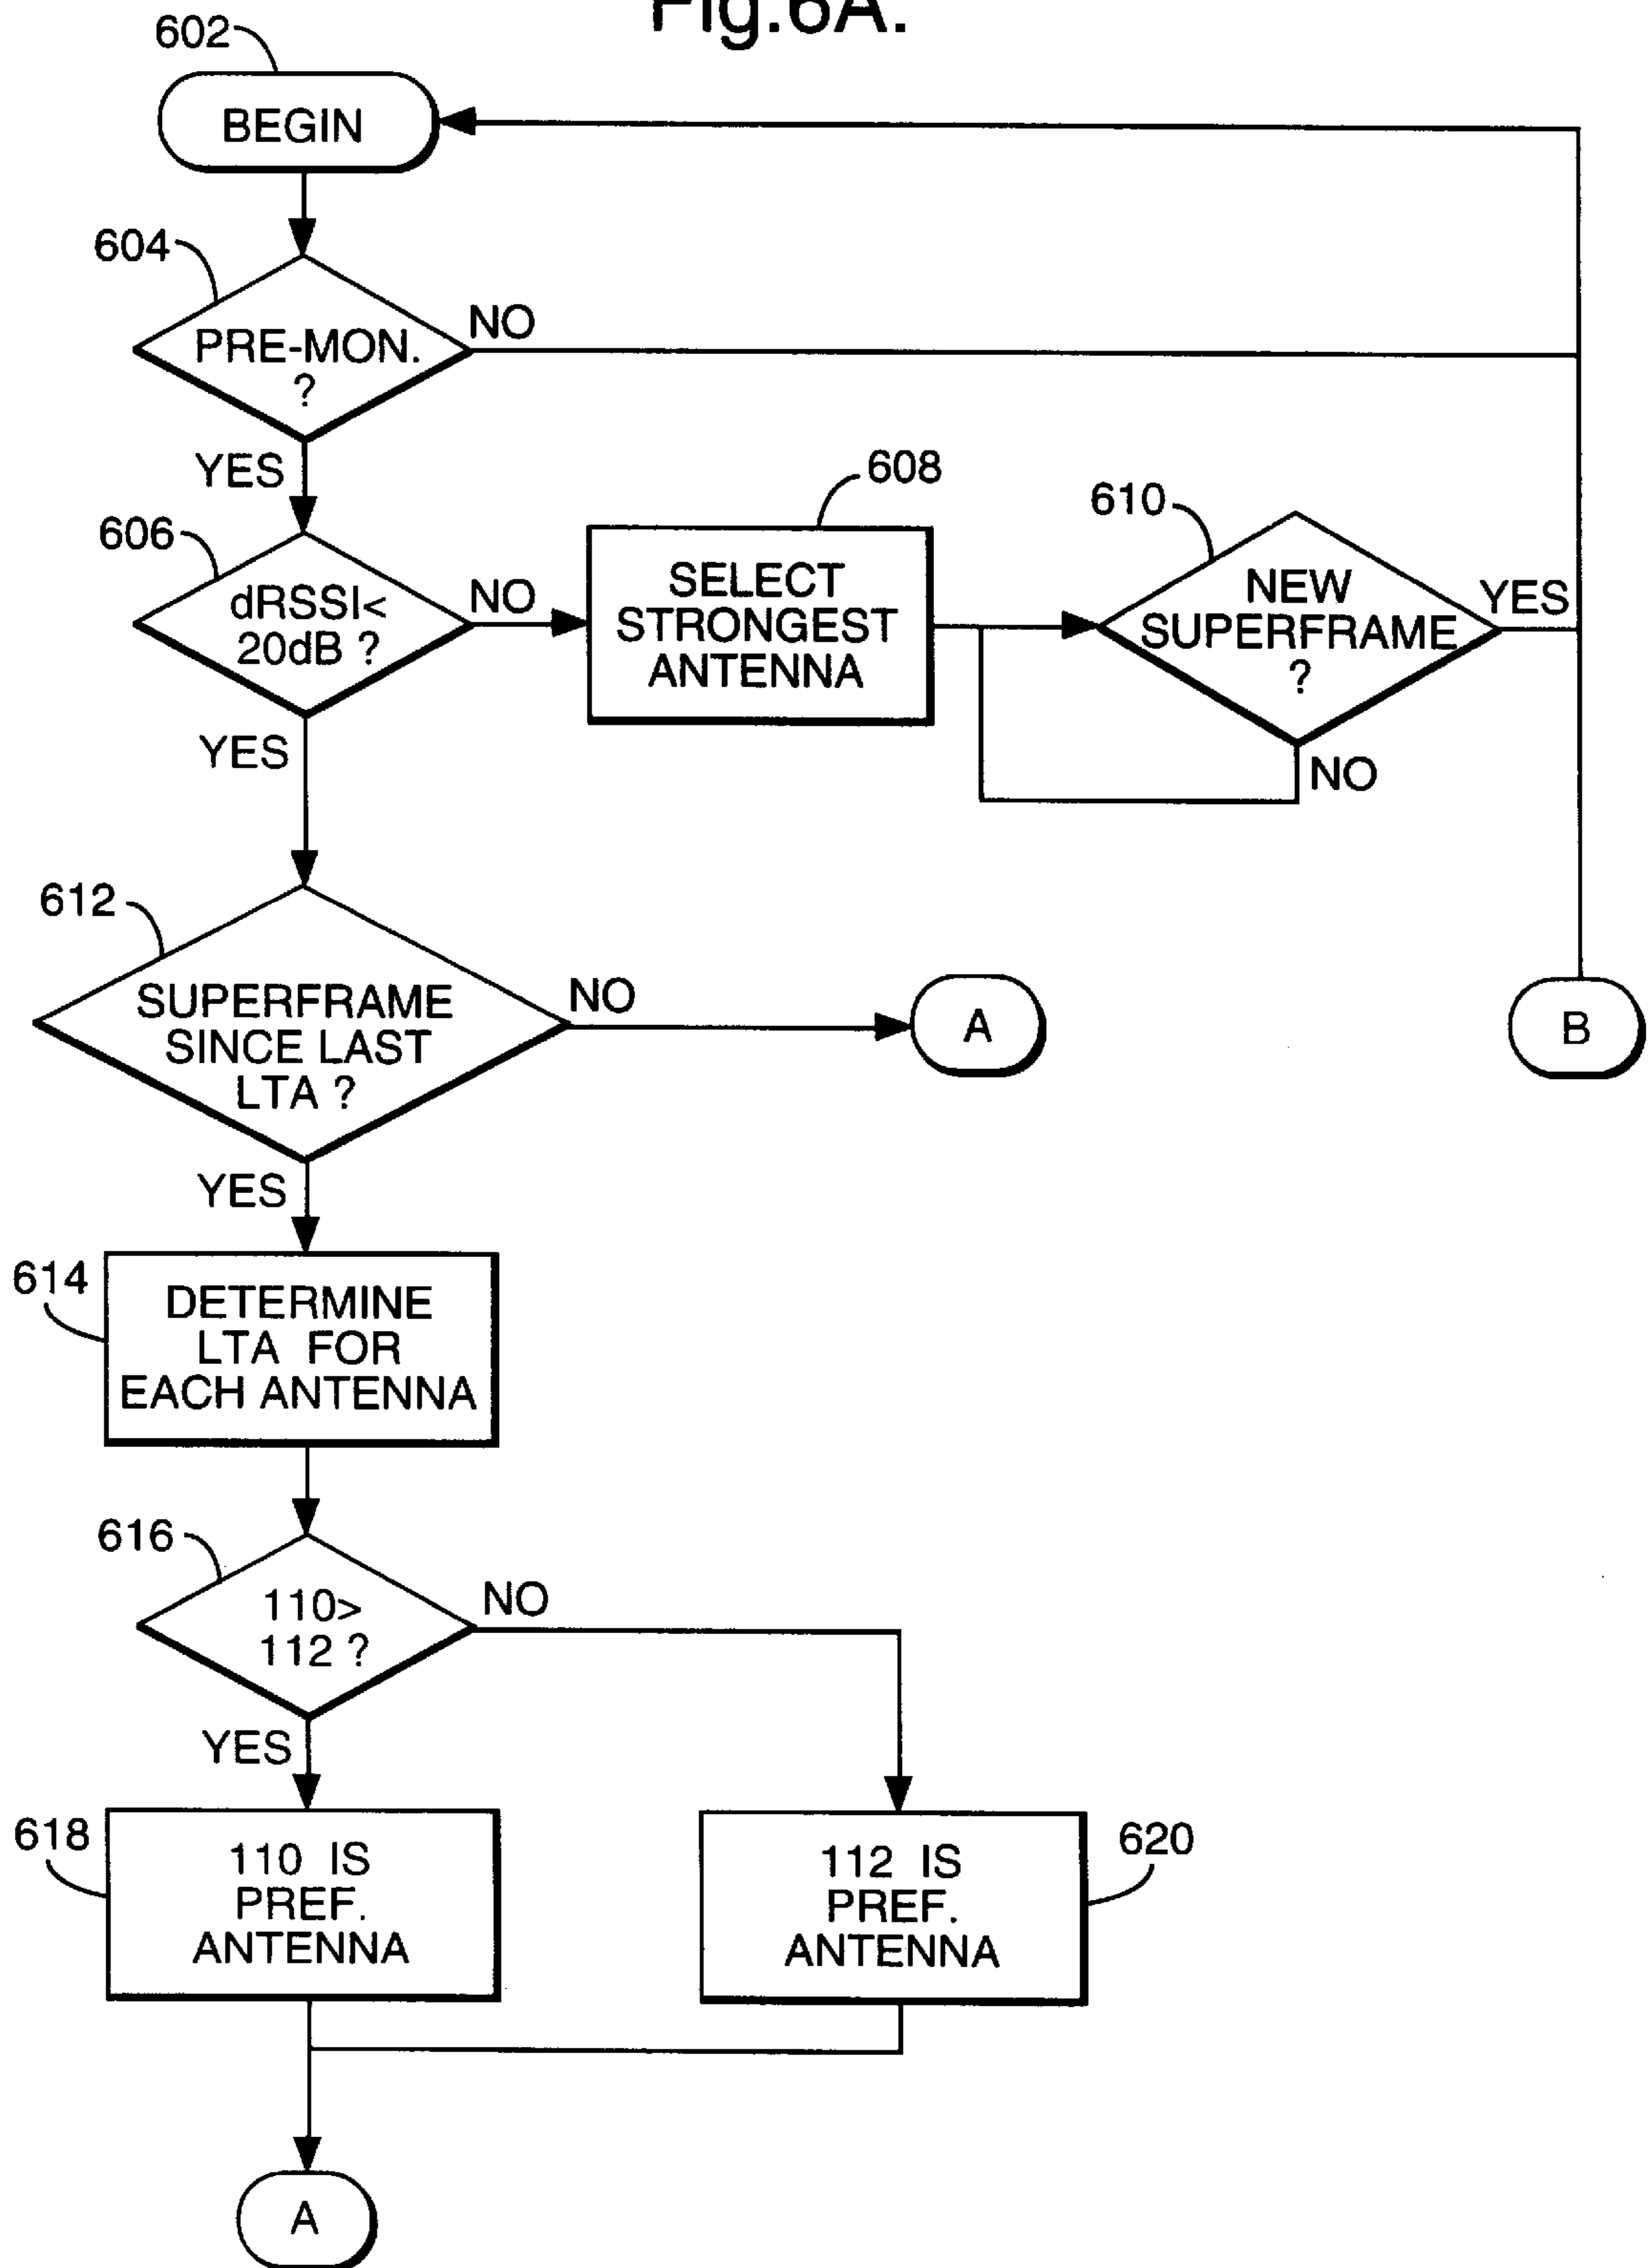 Fig.6A.
602
BEGIN
604
PRE-MON.
?
NO
YES
606
dRSSI<
20dB ?
NO
608
SELECT
STRONGEST
ANTENNA
610
NEW
SUPERFRAME
?
YES
NO
YES
612
SUPERFRAME
SINCE LAST
LTA ?
NO
A
B
YES
614
DETERMINE
LTA FOR
EACH ANTENNA
616
110>
112 ?
NO
YES
618
110 IS
PREF.
ANTENNA
112 IS
PREF.
ANTENNA
620
A